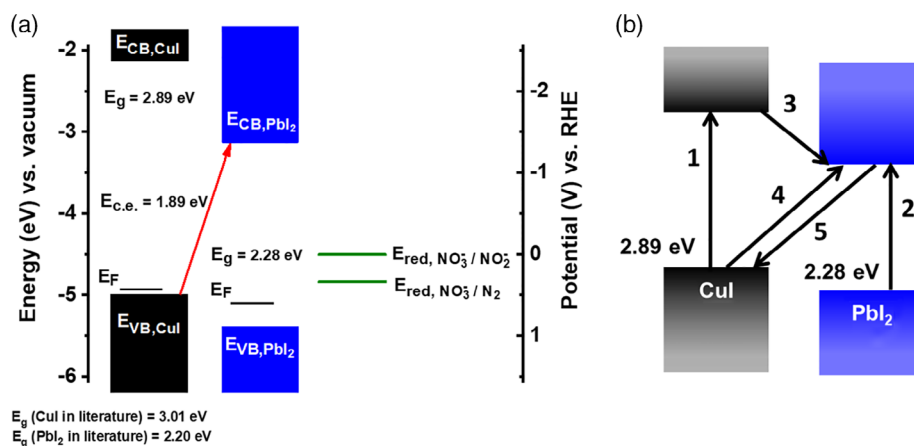 (a)
Energy (eV) vs. vacuum
-2
-3
-4
-5
-6
E_CB,CuI
E_g = 2.89 eV
E_CB,PbI₂
E_c.e. = 1.89 eV
E_g = 2.28 eV
E_F
E_F
E_VB,CuI
E_VB,PbI₂
E_red, NO₃⁻/ NO₂⁻
E_red, NO₃⁻/ N₂
Potential (V) vs. RHE
-2
-1
0
1
E_g (CuI in literature) = 3.01 eV
E_g (PbI₂ in literature) = 2.20 eV
(b)
1
3
4
5
2
2.89 eV
2.28 eV
CuI
PbI₂